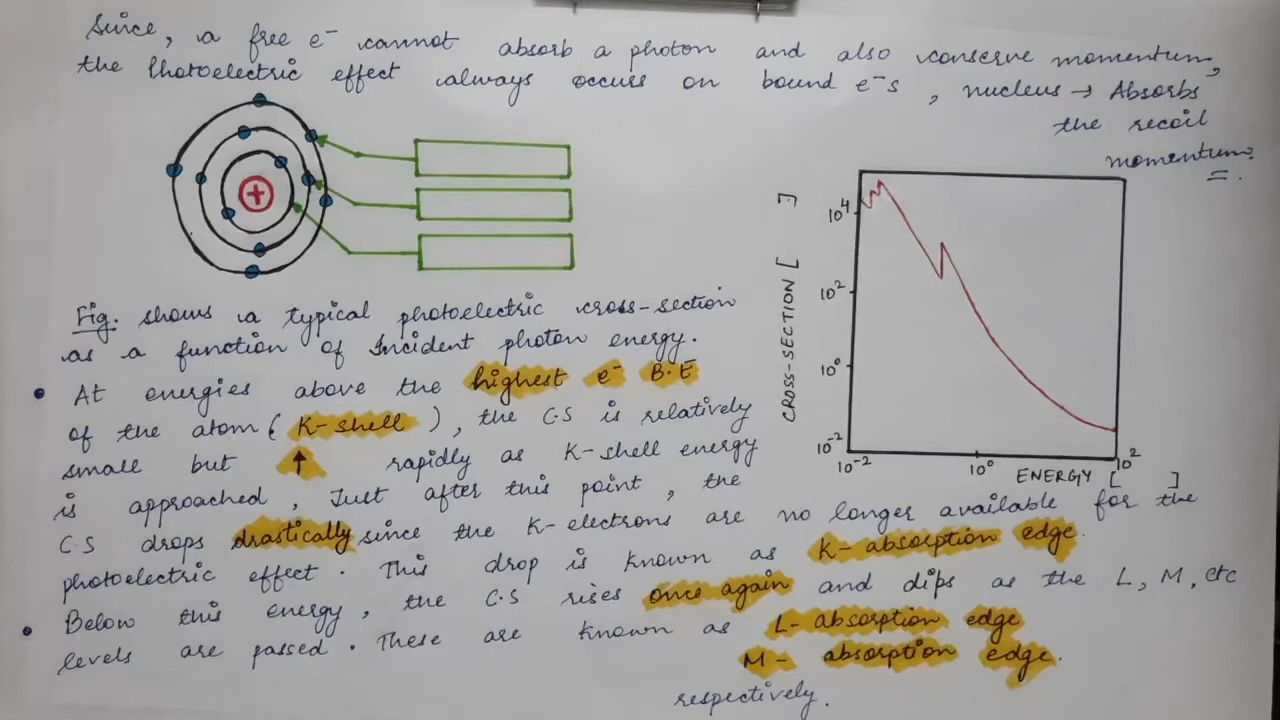 Since, a free e⁻ cannot absorb a photon and also conserve momentum,
the Photoelectric effect always occurs on bound e⁻s, nucleus → Absorbs
the recoil
momentum.
+
CROSS-SECTION [ ]
10⁴
10²
10⁰
10⁻²
10⁻² 10⁰ 10²
ENERGY [ ]
Fig. shows a typical photoelectric cross-section
as a function of Incident photon energy.
• At energies above the highest e⁻ B.E
of the atom (K-shell), the C.S is relatively
small but ↑ rapidly as K-shell energy
is approached, Just after this point, the
C.S drops drastically since the K-electrons are no longer available for the
photoelectric effect. This drop is known as K-absorption edge.
• Below this energy, the C.S rises once again and dips as the L, M, etc
levels are passed. These are known as L-absorption edge
M- absorption edge.
respectively.